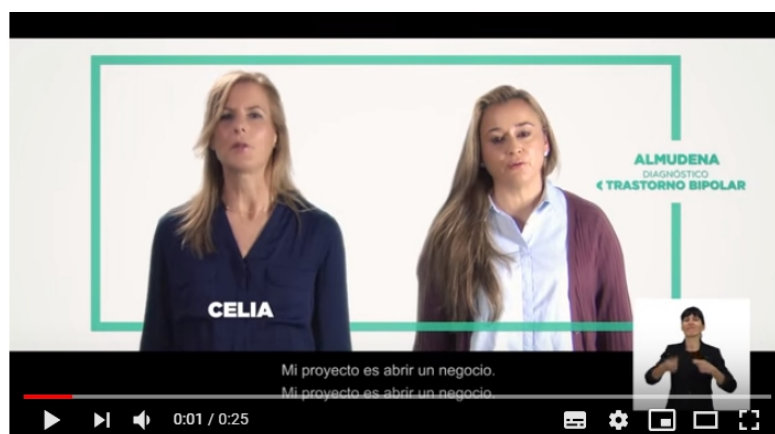 ALMUDENA
DIAGNÓSTICO
< TRASTORNO BIPOLAR
CELIA
Mi proyecto es abrir un negocio.
Mi proyecto es abrir un negocio.
0:01 / 0:25